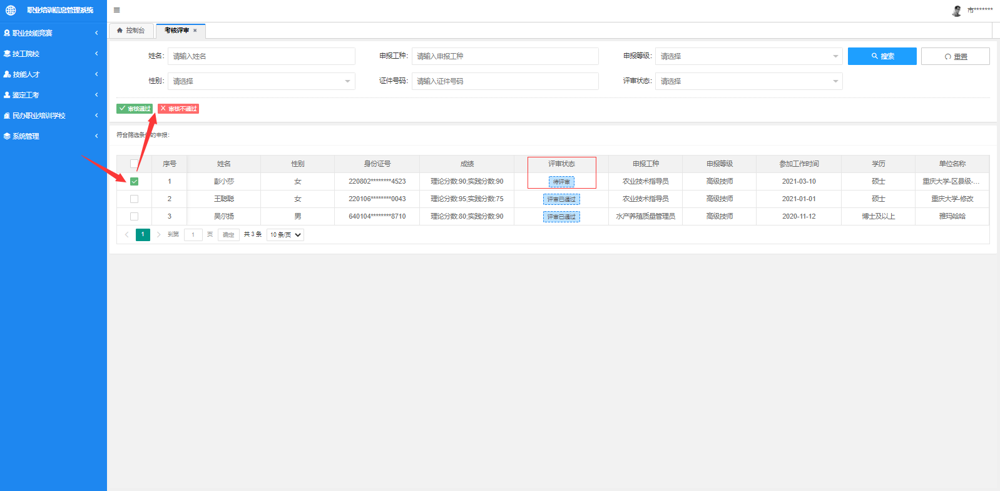 职业培训信息管理系统
市*******
职业技能竞赛
技工院校
技能人才
鉴定工考
民办职业培训学校
系统管理
控制台 考核评审
姓名: 请输入姓名 申报工种: 请输入申报工种 申报等级: 请选择 搜索 重置
性别: 请选择 证件号码: 请输入证件号码 评审状态: 请选择
审核通过 审核不通过
符合筛选条件的申报:
序号 姓名 性别 身份证号 成绩 评审状态 申报工种 申报等级 参加工作时间 学历 单位名称
1 彭小莎 女 220802********4523 理论分数:90;实践分数:90 待评审 农业技术指导员 高级技师 2021-03-10 硕士 重庆大学-区县级-...
2 王聪聪 女 220106********0043 理论分数:95;实践分数:75 评审已通过 农业技术指导员 高级技师 2021-01-01 硕士 重庆大学-修改
3 吴尔扬 男 640104********8710 理论分数:80;实践分数:90 评审已通过 水产养殖质量管理员 高级技师 2020-11-12 博士及以上 雅玛哈哈
1 到第 1 页 确定 共 3 条 10 条/页